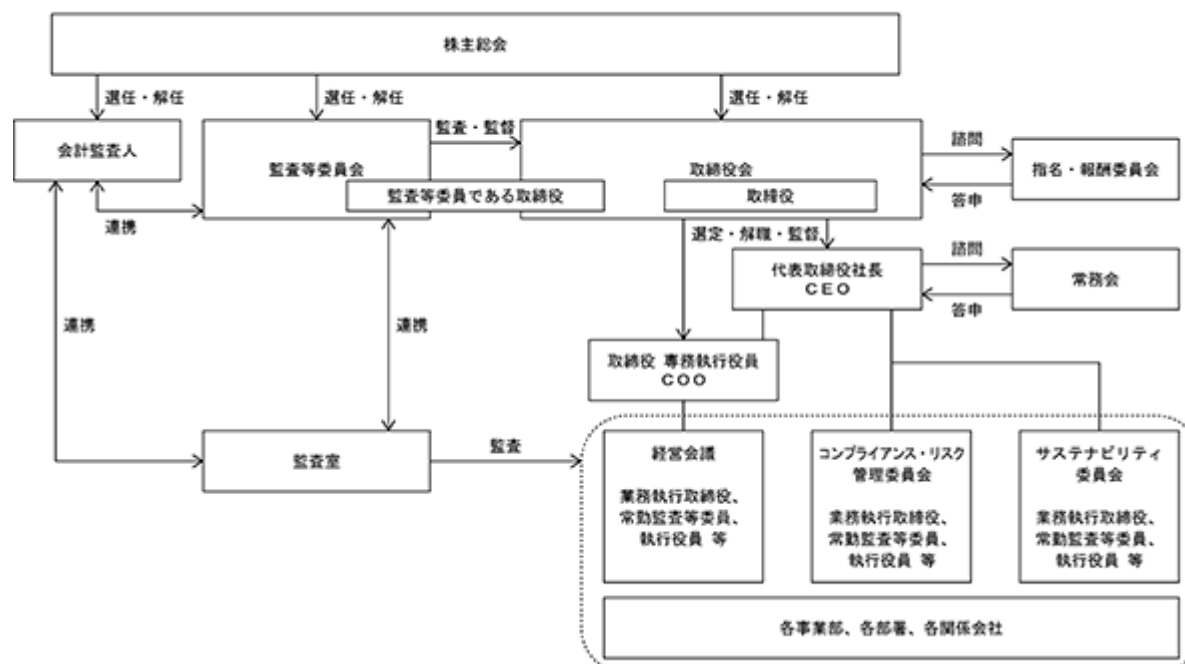 株主総会
選任・解任
選任・解任
選任・解任
会計監査人
監査等委員会
監査・監督
取締役会
諮問
指名・報酬委員会
監査等委員である取締役
取締役
答申
連携
選定・解職・監督
代表取締役社長
CEO
諮問
常務会
答申
連携
連携
取締役 専務執行役員
COO
監査室
監査
経営会議
業務執行取締役、
常勤監査等委員、
執行役員 等
コンプライアンス・リスク
管理委員会
業務執行取締役、
常勤監査等委員、
執行役員 等
サステナビリティ
委員会
業務執行取締役、
常勤監査等委員、
執行役員 等
各事業部、各部署、各関係会社